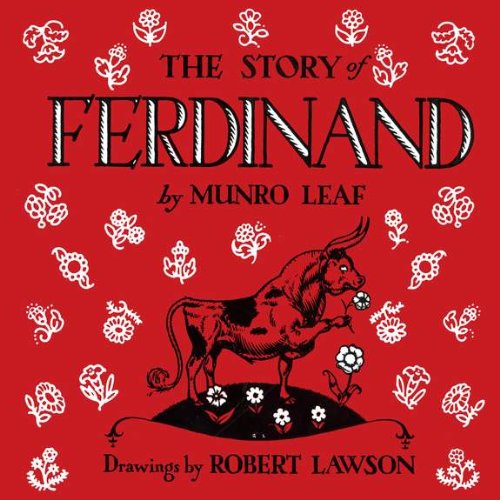 THE STORY of
FERDINAND
by MUNRO LEAF
Drawings by ROBERT LAWSON